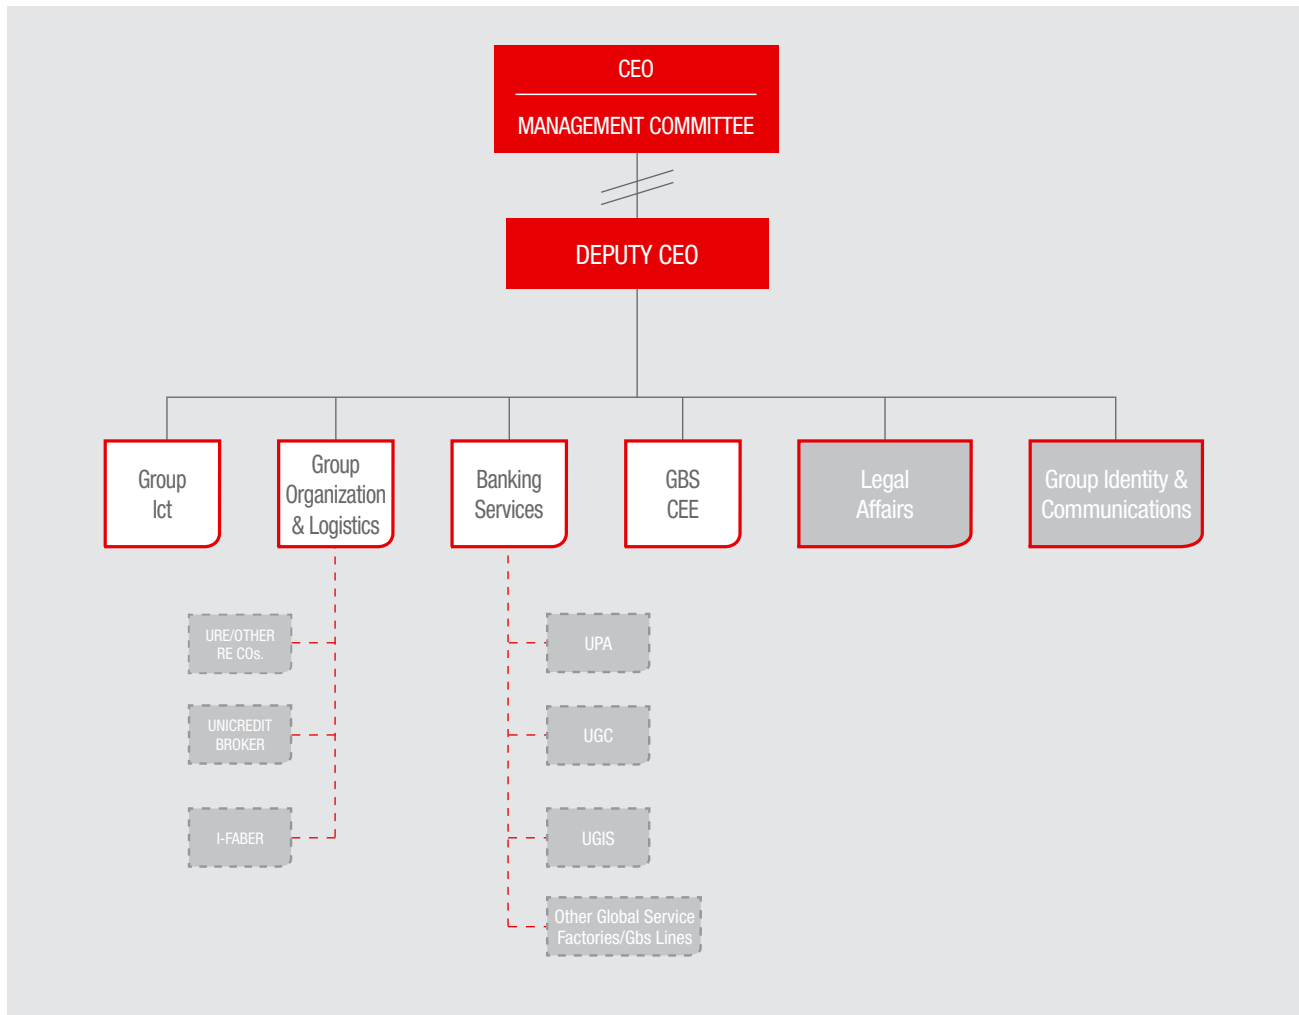 CEO
MANAGEMENT COMMITTEE
DEPUTY CEO
Group
Ict
Group
Organization
& Logistics
Banking
Services
GBS
CEE
Legal
Affairs
Group Identity &
Communications
URE/OTHER
RE COs.
UNICREDIT
BROKER
I-FABER
UPA
UGC
UGIS
Other Global Service
Factories/Gbs Lines